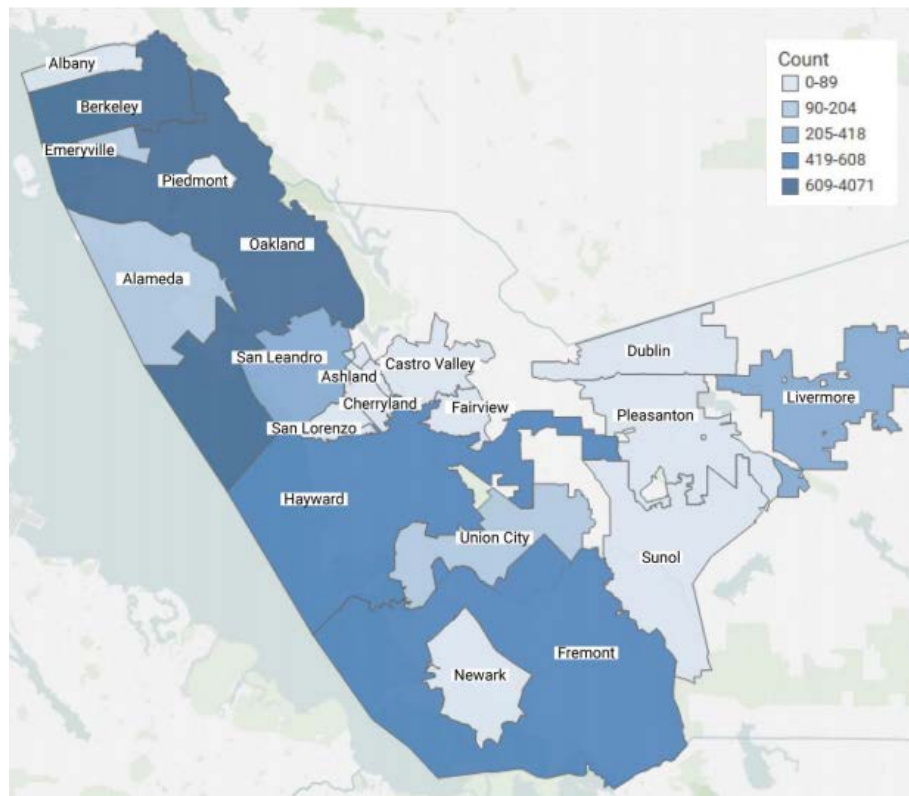 Count
0-89
90-204
205-418
419-608
609-4071
Albany
Berkeley
Emeryville
Piedmont
Oakland
Alameda
San Leandro
Ashland
Castro Valley
Cherryland
Fairview
San Lorenzo
Dublin
Pleasanton
Livermore
Hayward
Union City
Sunol
Fremont
Newark